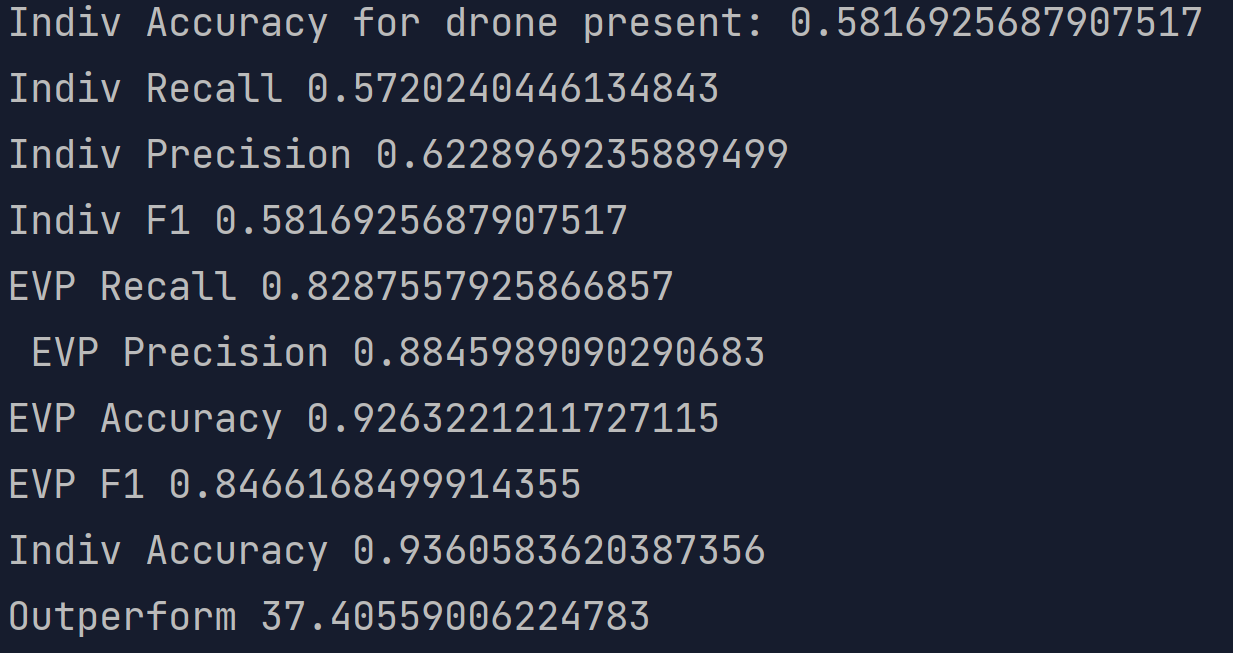 Indiv Accuracy for drone present: 0.5816925687907517
Indiv Recall 0.5720240446134843
Indiv Precision 0.6228969235889499
Indiv F1 0.5816925687907517
EVP Recall 0.8287557925866857
EVP Precision 0.8845989090290683
EVP Accuracy 0.9263221211727115
EVP F1 0.8466168499914355
Indiv Accuracy 0.9360583620387356
Outperform 37.40559006224783